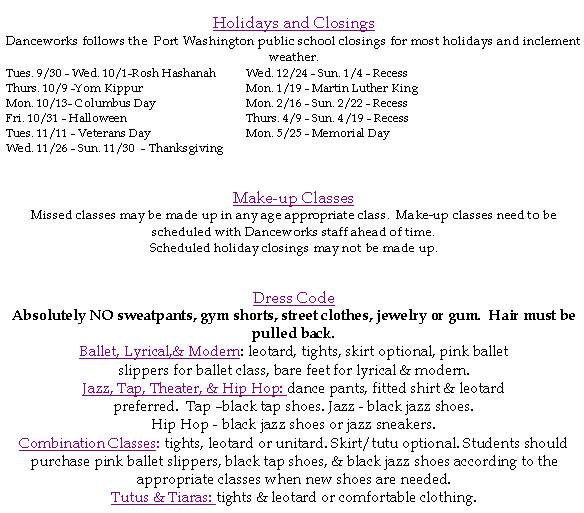 Holidays and Closings
Danceworks follows the Port Washington public school closings for most holidays and inclement
weather.
Tues. 9/30 - Wed. 10/1-Rosh Hashanah Wed. 12/24 - Sun. 1/4 - Recess
Thurs. 10/9 -Yom Kippur Mon. 1/19 - Martin Luther King
Mon. 10/13- Columbus Day Mon. 2/16 - Sun. 2/22 - Recess
Fri. 10/31 - Halloween Thurs. 4/9 - Sun. 4/19 - Recess
Tues. 11/11 - Veterans Day Mon. 5/25 - Memorial Day
Wed. 11/26 - Sun. 11/30 - Thanksgiving
Make-up Classes
Missed classes may be made up in any age appropriate class. Make-up classes need to be
scheduled with Danceworks staff ahead of time.
Scheduled holiday closings may not be made up.
Dress Code
Absolutely NO sweatpants, gym shorts, street clothes, jewelry or gum. Hair must be
pulled back.
Ballet, Lyrical,& Modern: leotard, tights, skirt optional, pink ballet
slippers for ballet class, bare feet for lyrical & modern.
Jazz, Tap, Theater, & Hip Hop: dance pants, fitted shirt & leotard
preferred. Tap –black tap shoes. Jazz - black jazz shoes.
Hip Hop - black jazz shoes or jazz sneakers.
Combination Classes: tights, leotard or unitard. Skirt/tutu optional. Students should
purchase pink ballet slippers, black tap shoes, & black jazz shoes according to the
appropriate classes when new shoes are needed.
Tutus & Tiaras: tights & leotard or comfortable clothing.